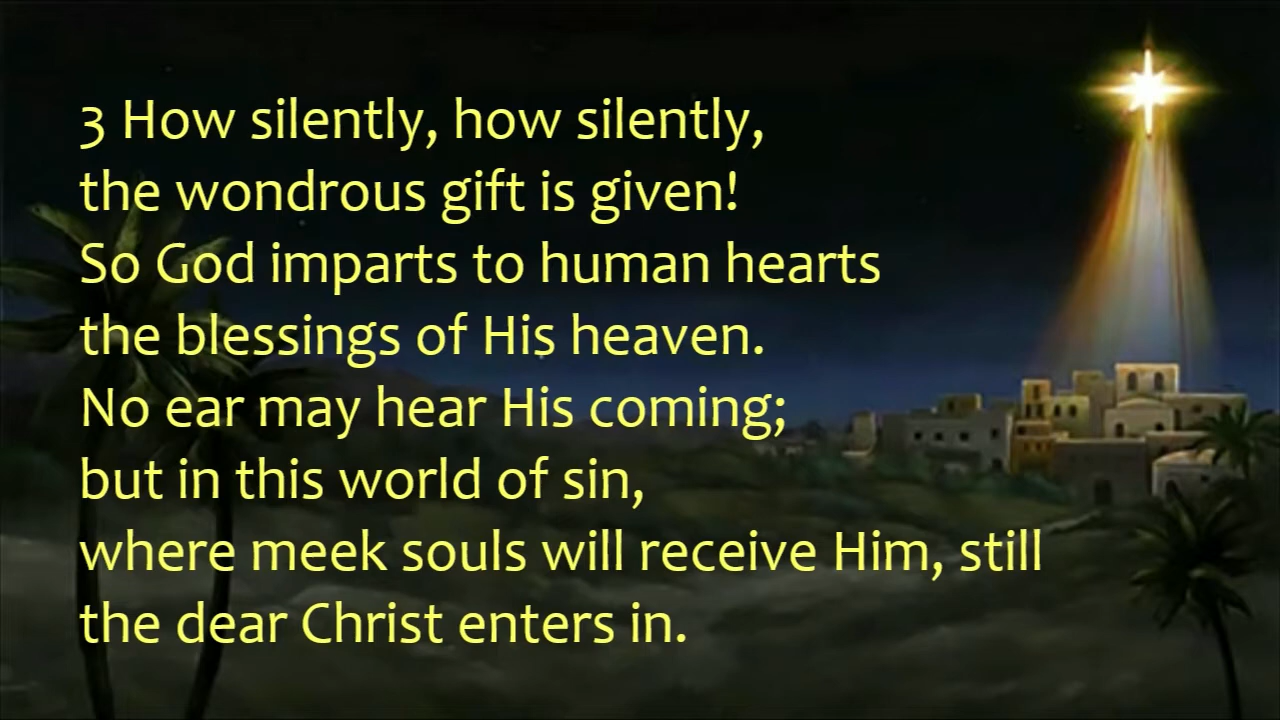 3 How silently, how silently,
the wondrous gift is given!
So God imparts to human hearts
the blessings of His heaven.
No ear may hear His coming;
but in this world of sin,
where meek souls will receive Him, still
the dear Christ enters in.